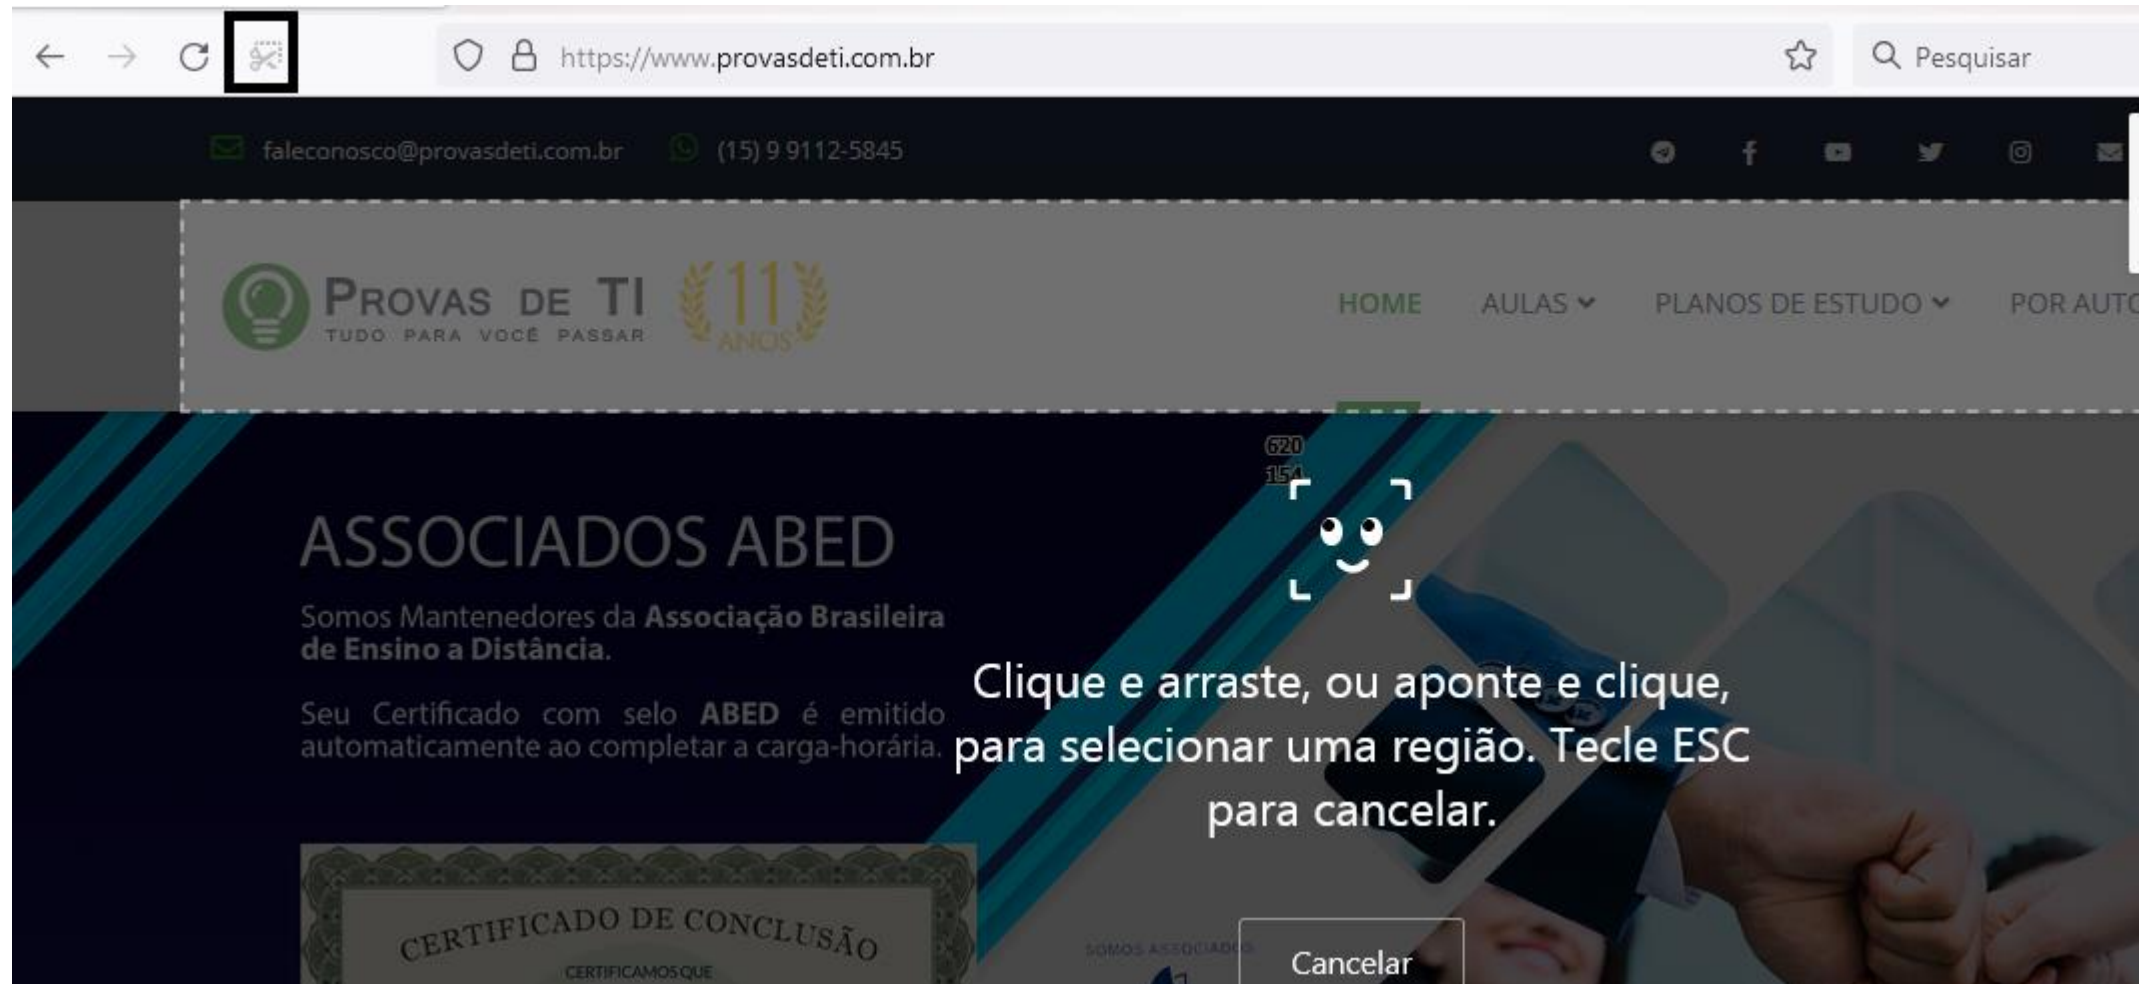 https://www.provasdeti.com.br
Pesquisar
faleconosco@provasdeti.com.br (15) 9 9112-5845
PROVAS DE TI
TUDO PARA VOCÊ PASSAR
11
ANOS
HOME AULAS PLANOS DE ESTUDO POR AUTO
620
154
ASSOCIADOS ABED
Somos Mantenedores da Associação Brasileira
de Ensino a Distância.
Seu Certificado com selo ABED é emitido
automaticamente ao completar a carga-horária.
Clique e arraste, ou aponte e clique,
para selecionar uma região. Tecle ESC
para cancelar.
CERTIFICADO DE CONCLUSÃO
CERTIFICAMOS QUE
SOMOS ASSOCIADOS
Cancelar